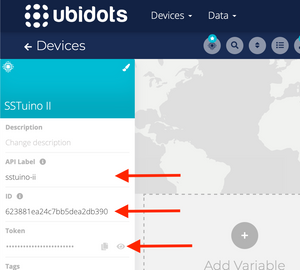 ubidots
Devices
Data
Devices
SSTuino II
Description
Change description
API Label
sstuino-ii
ID
623881ea24c7bb5dea2db390
Token
Tags
Add Variable